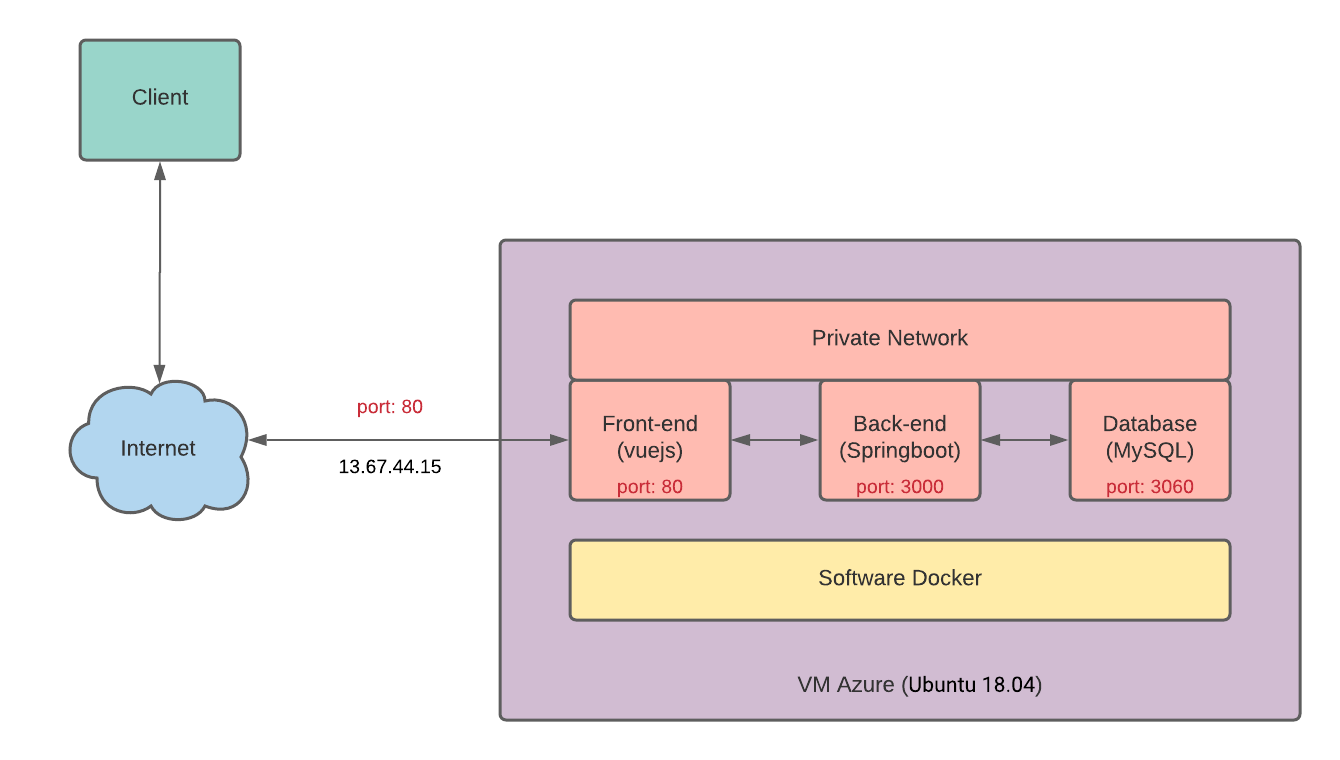 Client
Internet
port: 80
13.67.44.15
Private Network
Front-end
(vuejs)
port: 80
Back-end
(Springboot)
port: 3000
Database
(MySQL)
port: 3060
Software Docker
VM Azure (Ubuntu 18.04)